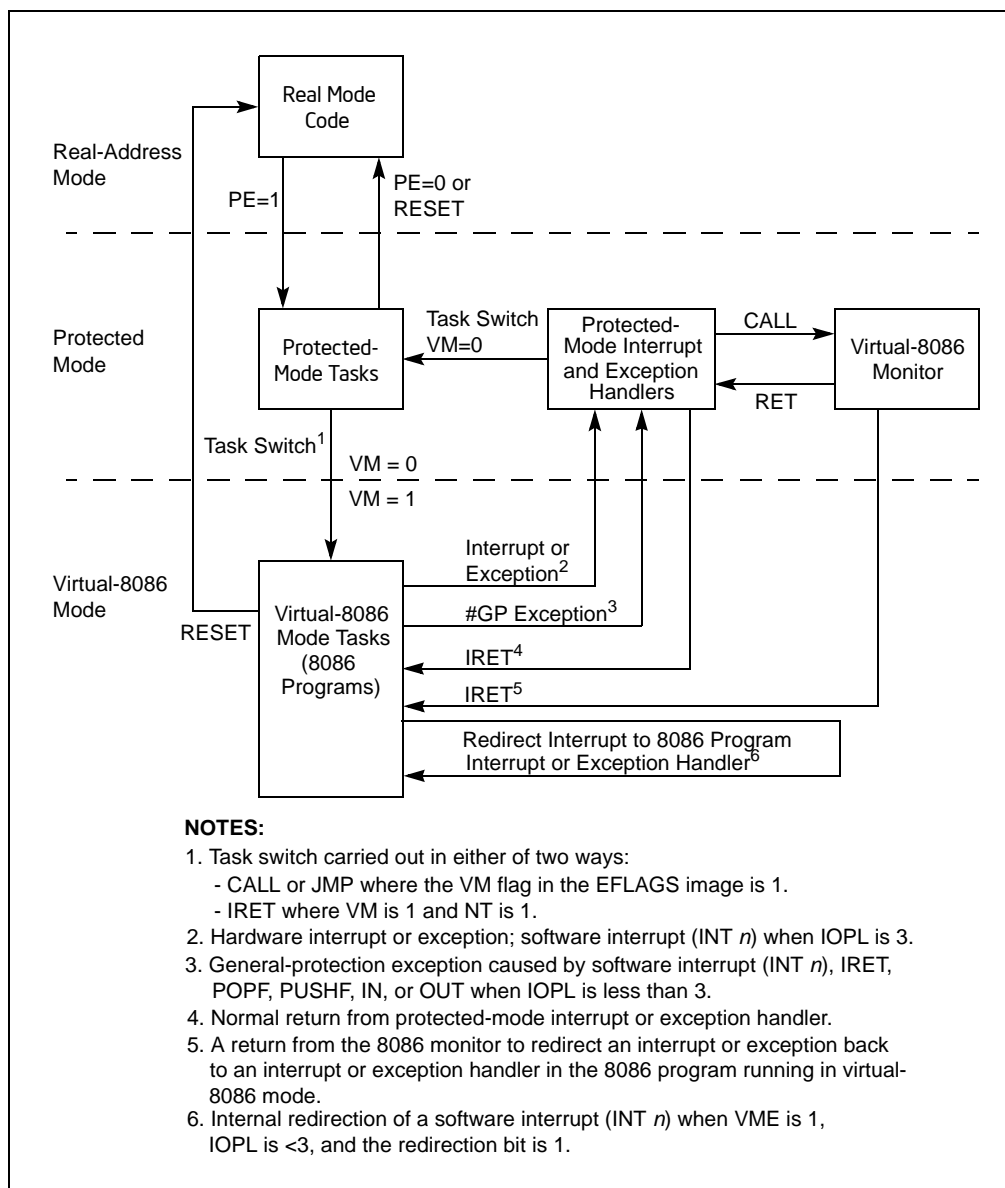 Real Mode
Code
Real-Address
Mode
PE=1
PE=0 or
RESET
Protected
Mode
Protected-
Mode Tasks
Task Switch
VM=0
Protected-
Mode Interrupt
and Exception
Handlers
CALL
RET
Virtual-8086
Monitor
Task Switch1
VM = 0
VM = 1
Virtual-8086
Mode
RESET
Virtual-8086
Mode Tasks
(8086
Programs)
Interrupt or
Exception2
#GP Exception3
IRET4
IRET5
Redirect Interrupt to 8086 Program
Interrupt or Exception Handler6
NOTES:
1. Task switch carried out in either of two ways:
- CALL or JMP where the VM flag in the EFLAGS image is 1.
- IRET where VM is 1 and NT is 1.
2. Hardware interrupt or exception; software interrupt (INT n) when IOPL is 3.
3. General-protection exception caused by software interrupt (INT n), IRET,
POPF, PUSHF, IN, or OUT when IOPL is less than 3.
4. Normal return from protected-mode interrupt or exception handler.
5. A return from the 8086 monitor to redirect an interrupt or exception back
to an interrupt or exception handler in the 8086 program running in virtual-
8086 mode.
6. Internal redirection of a software interrupt (INT n) when VME is 1,
IOPL is <3, and the redirection bit is 1.